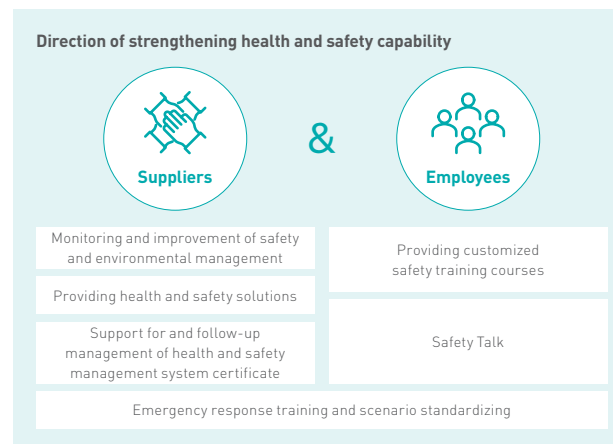 Direction of strengthening health and safety capability
&
Suppliers
Employees
Monitoring and improvement of safety
and environmental management
Providing health and safety solutions
Support for and follow-up
management of health and safety
management system certificate
Providing customized
safety training courses
Safety Talk
Emergency response training and scenario standardizing